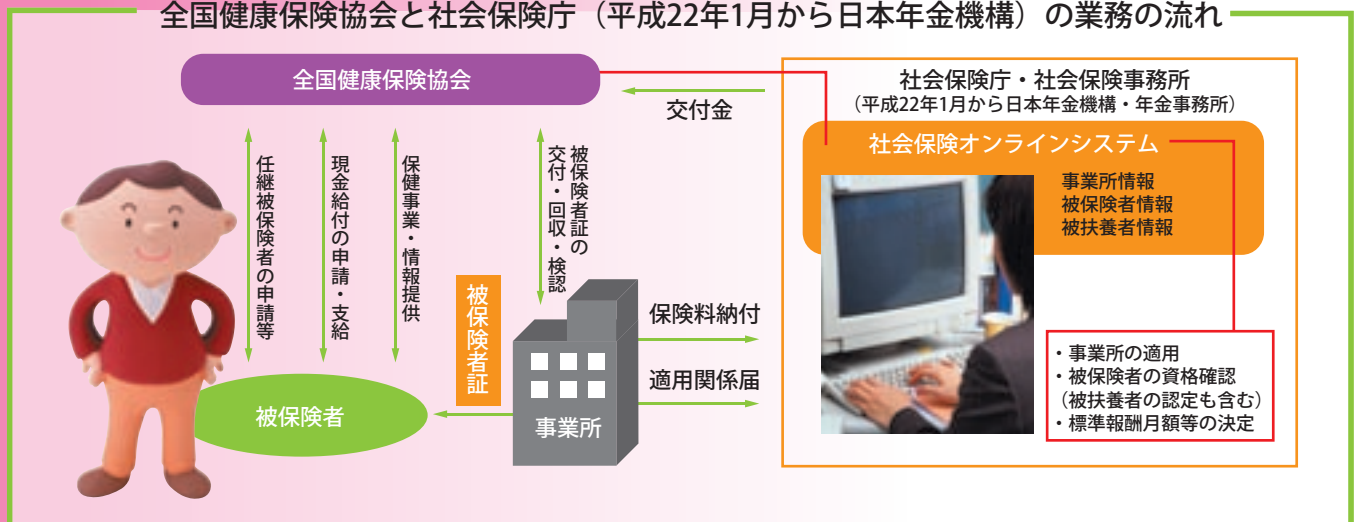 全国健康保険協会と社会保険庁（平成22年1月から日本年金機構）の業務の流れ
全国健康保険協会
社会保険庁・社会保険事務所
（平成22年1月から日本年金機構・年金事務所）
交付金
社会保険オンラインシステム
事業所情報
被保険者情報
被扶養者情報
任継被保険者の申請等
現金給付の申請・支給
保健事業・情報提供
被保険者証の
交付・回収・検認
被保険者証
保険料納付
適用関係届
被保険者
事業所
・事業所の適用
・被保険者の資格確認
（被扶養者の認定も含む）
・標準報酬月額等の決定